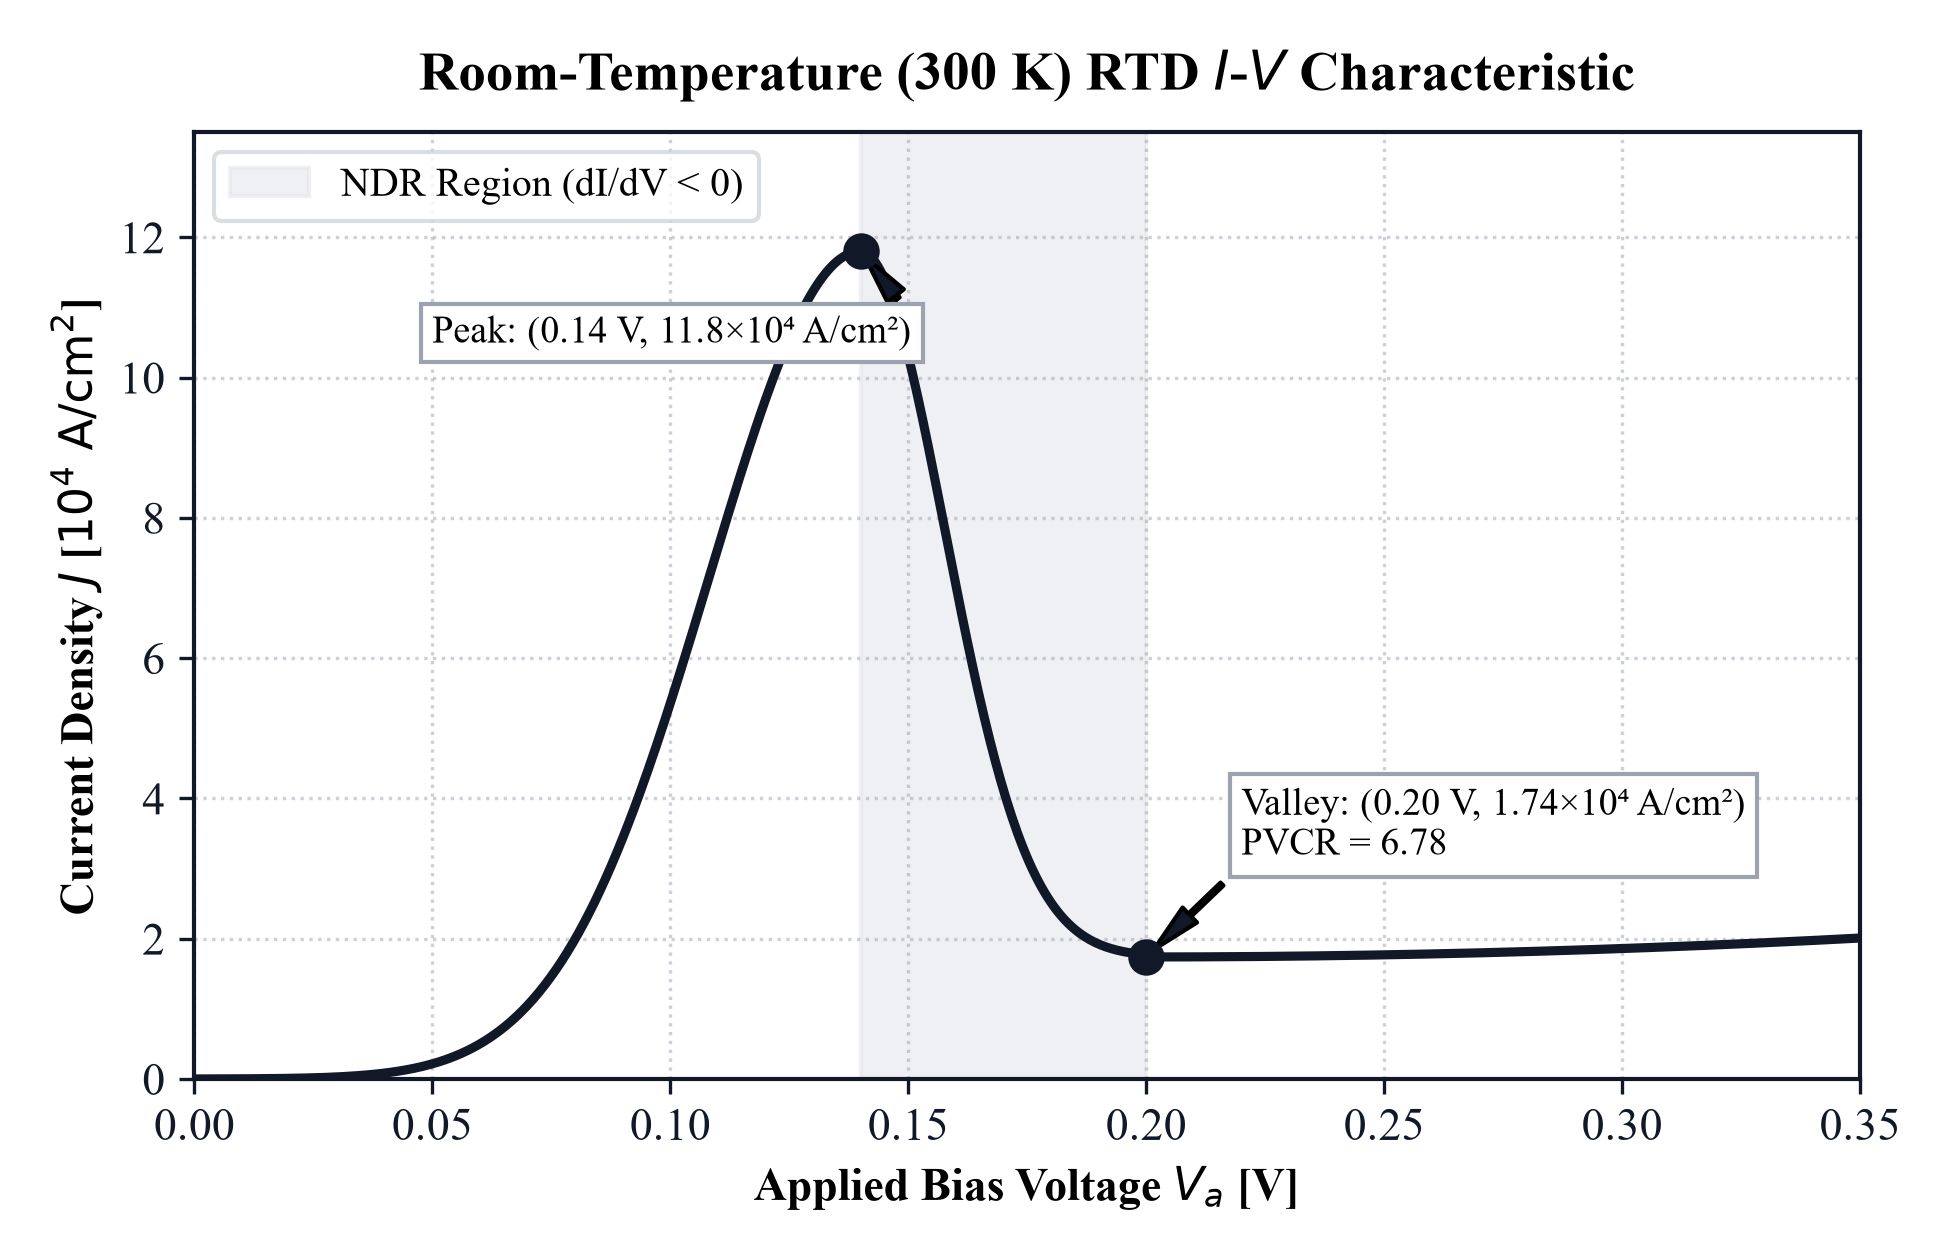 Room-Temperature (300 K) RTD I-V Characteristic
NDR Region (dI/dV < 0)
Peak: (0.14 V, 11.8×10⁴ A/cm²)
Valley: (0.20 V, 1.74×10⁴ A/cm²)
PVCR = 6.78
Current Density J [10⁴ A/cm²]
12
10
8
6
4
2
0
0.00 0.05 0.10 0.15 0.20 0.25 0.30 0.35
Applied Bias Voltage Vₐ [V]